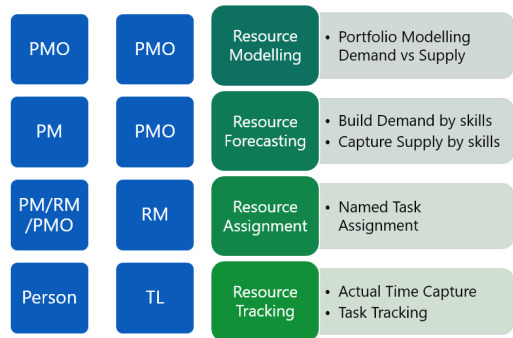 PMO
PMO
Resource
Modelling
• Portfolio Modelling
Demand vs Supply
PM
PMO
Resource
Forecasting
• Build Demand by skills
• Capture Supply by skills
PM/RM
/PMO
RM
Resource
Assignment
• Named Task
Assignment
Person
TL
Resource
Tracking
• Actual Time Capture
• Task Tracking